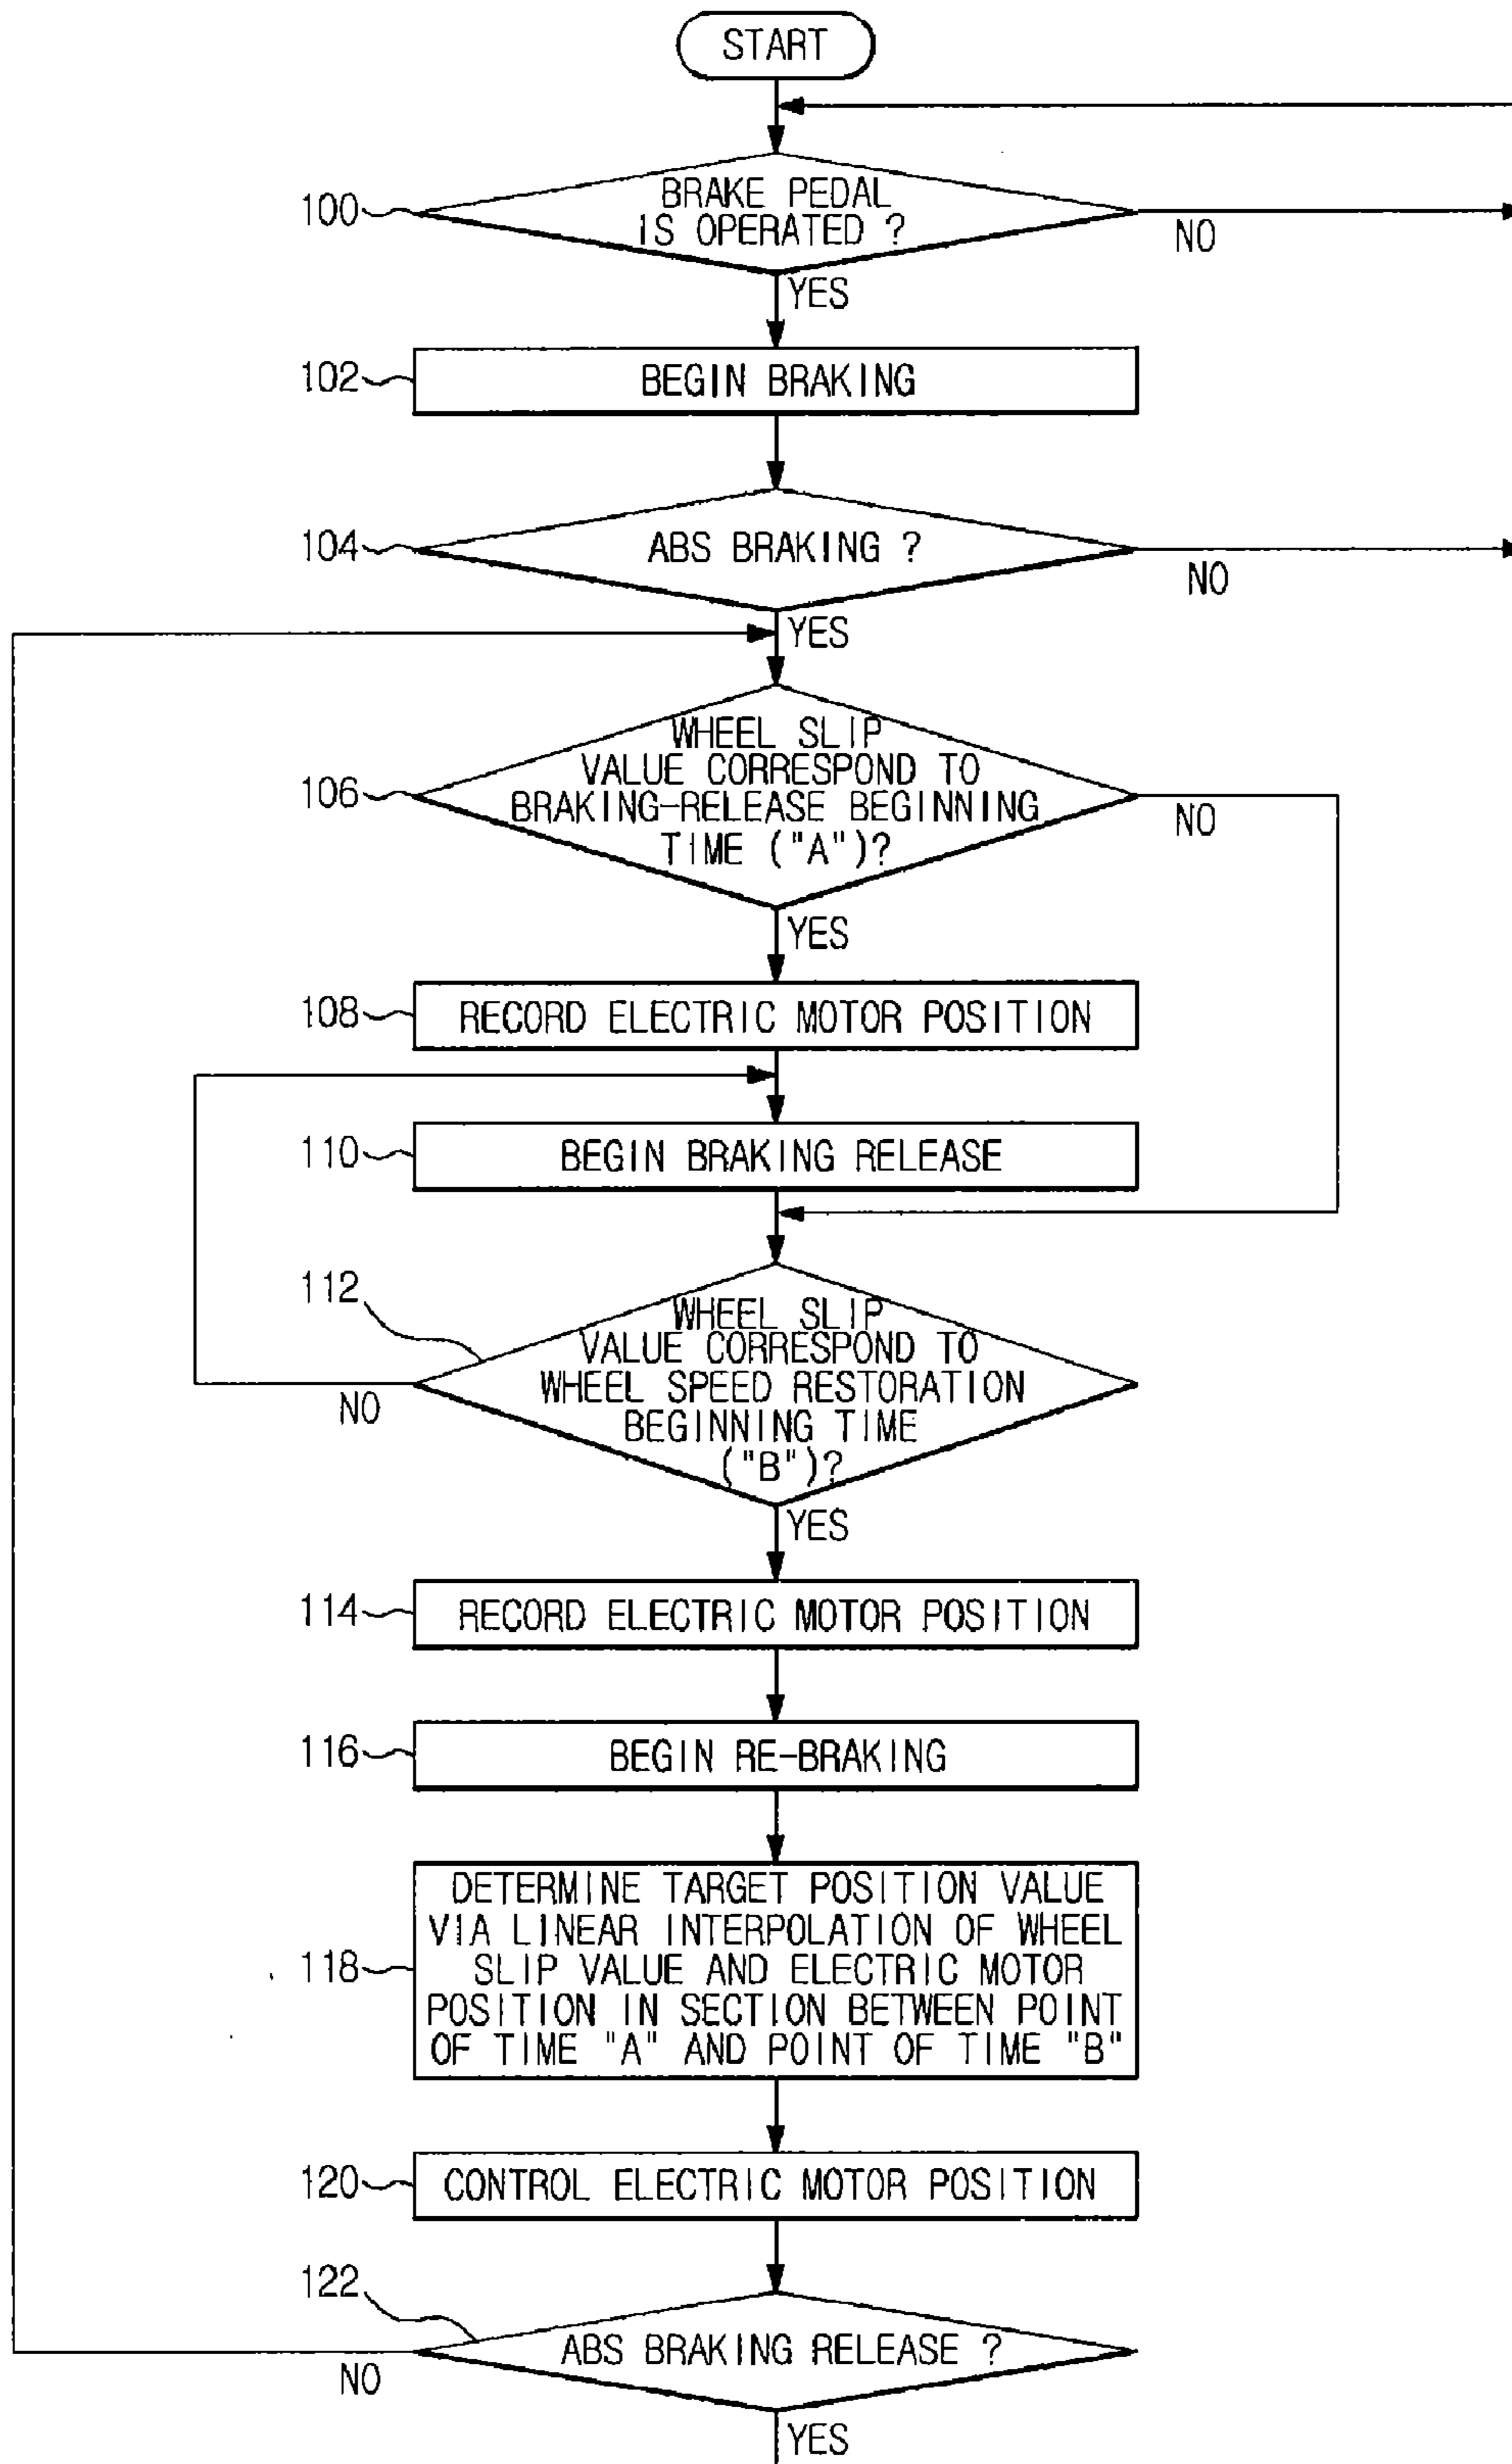 START
100
BRAKE PEDAL
IS OPERATED ?
NO
YES
102
BEGIN BRAKING
104
ABS BRAKING ?
NO
YES
106
WHEEL SLIP
VALUE CORRESPOND TO
BRAKING-RELEASE BEGINNING
TIME ("A")?
NO
YES
108
RECORD ELECTRIC MOTOR POSITION
110
BEGIN BRAKING RELEASE
112
WHEEL SLIP
VALUE CORRESPOND TO
WHEEL SPEED RESTORATION
BEGINNING TIME
("B")?
NO
YES
114
RECORD ELECTRIC MOTOR POSITION
116
BEGIN RE-BRAKING
118
DETERMINE TARGET POSITION VALUE
VIA LINEAR INTERPOLATION OF WHEEL
SLIP VALUE AND ELECTRIC MOTOR
POSITION IN SECTION BETWEEN POINT
OF TIME "A" AND POINT OF TIME "B"
120
CONTROL ELECTRIC MOTOR POSITION
122
ABS BRAKING RELEASE ?
NO
YES